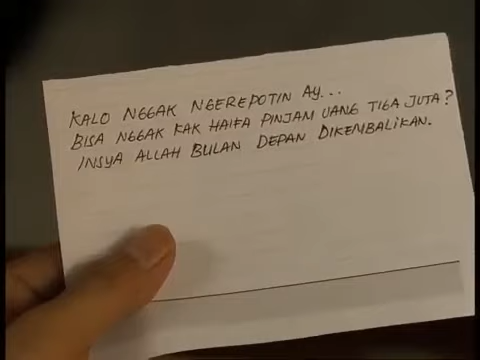 KALO NGGAK NGEREPOTIN AY...
BISA NGGAK KAK HAIFA PINJAM UANG TIGA JUTA?
INSYA ALLAH BULAN DEPAN DIKEMBALIKAN.